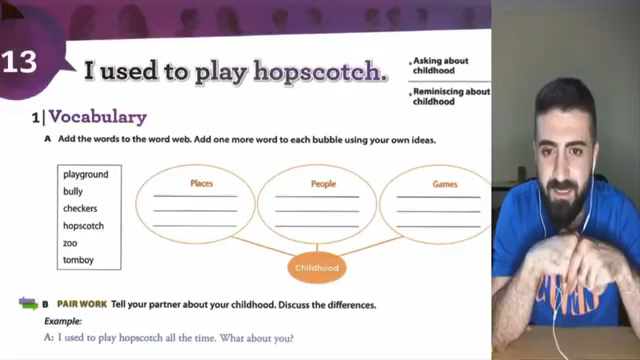 13
I used to play hopscotch.
Asking about
childhood
Reminiscing about
childhood
1 Vocabulary
A Add the words to the word web. Add one more word to each bubble using your own ideas.
playground
bully
checkers
hopscotch
zoo
tomboy
Places
People
Games
Childhood
B PAIR WORK Tell your partner about your childhood. Discuss the differences.
Example:
A: I used to play hopscotch all the time. What about you?